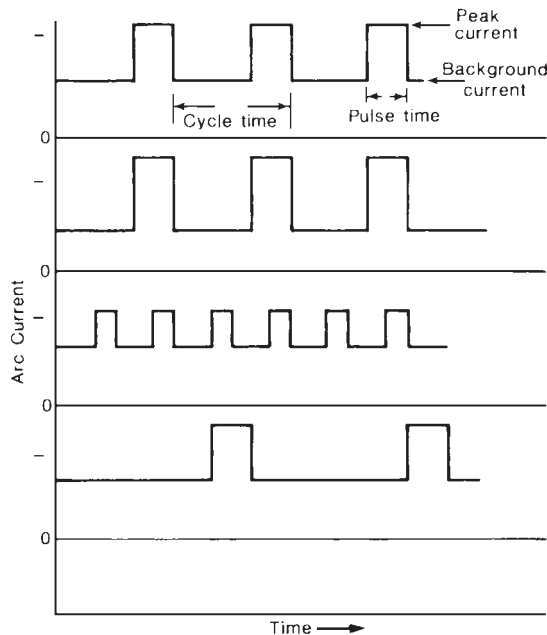 Peak
current
Background
current
Cycle time
Pulse time
0
0
0
0
Arc Current
Time